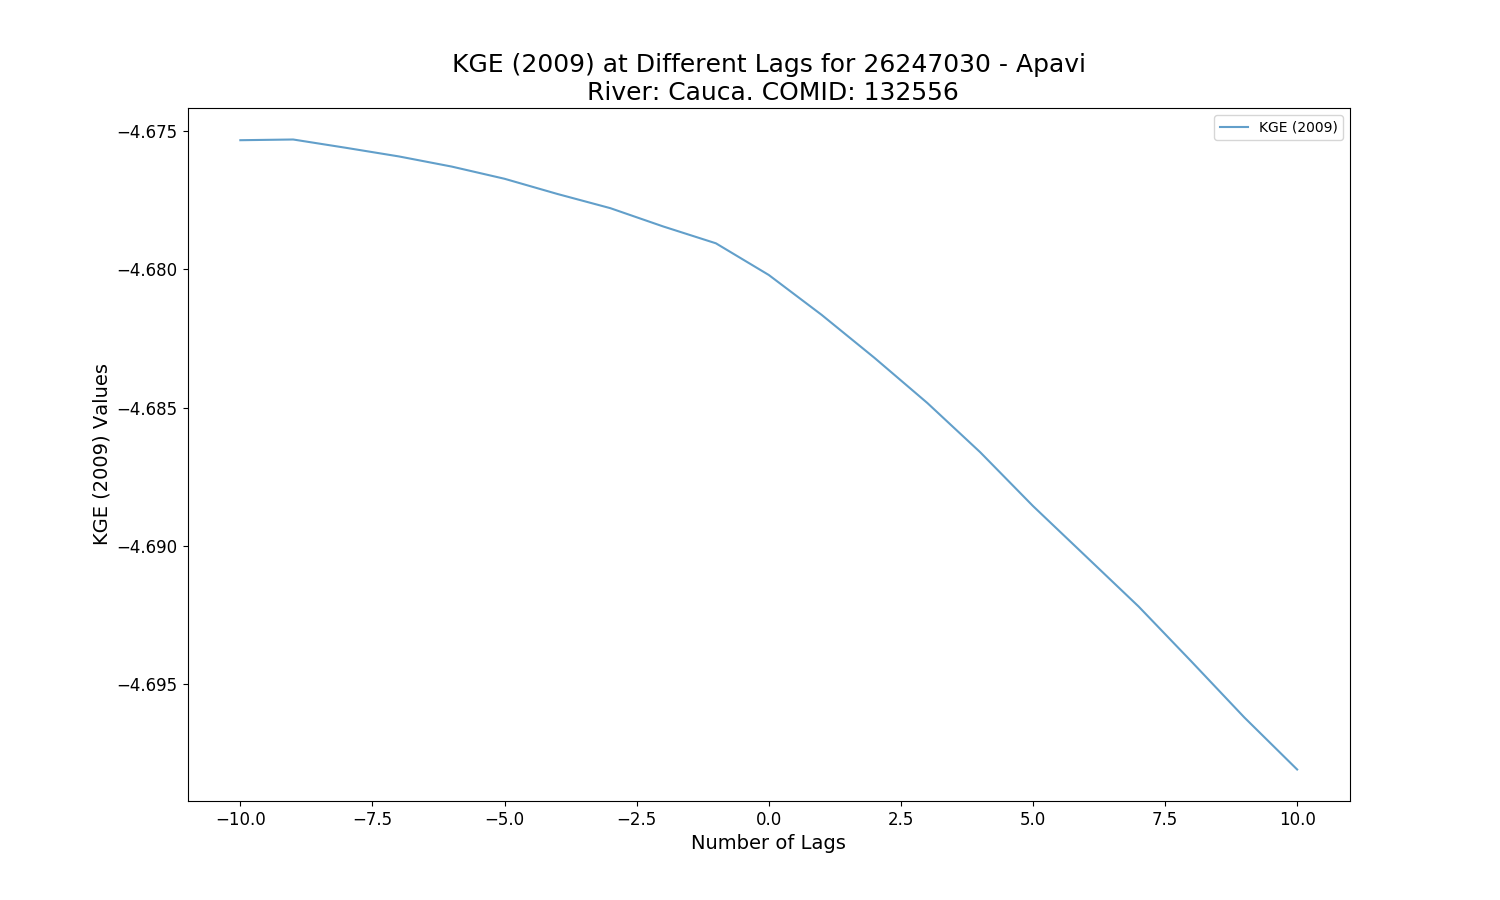 KGE (2009) at Different Lags for 26247030 - Apavi
River: Cauca. COMID: 132556
KGE (2009)
−4.675
−4.680
−4.685
−4.690
−4.695
KGE (2009) Values
−10.0
−7.5
−5.0
−2.5
0.0
2.5
5.0
7.5
10.0
Number of Lags